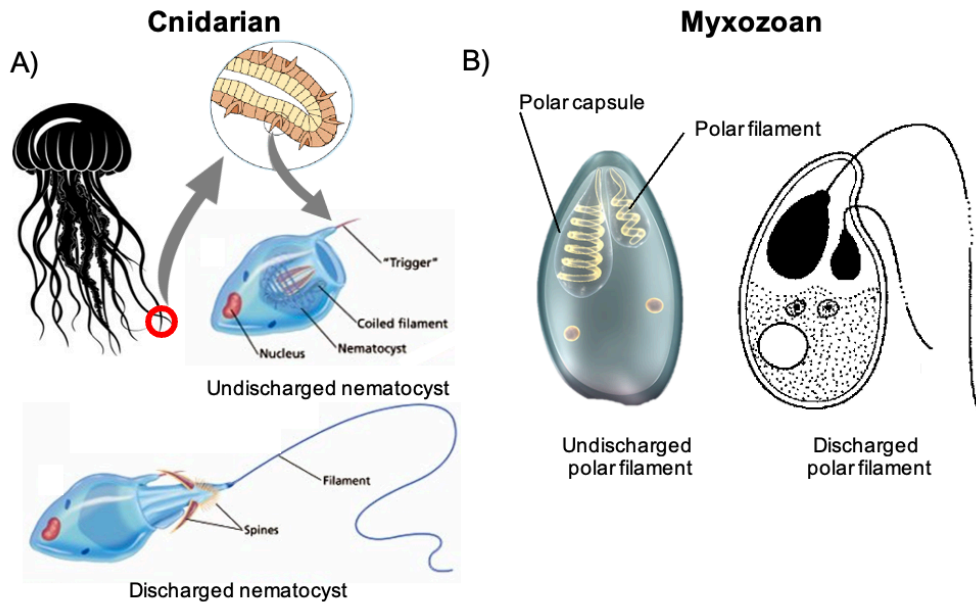 Cnidarian
A)
"Trigger"
Coiled filament
Nematocyst
Nucleus
Undischarged nematocyst
Filament
Spines
Discharged nematocyst
Myxozoan
B)
Polar capsule
Polar filament
Undischarged
polar filament
Discharged
polar filament